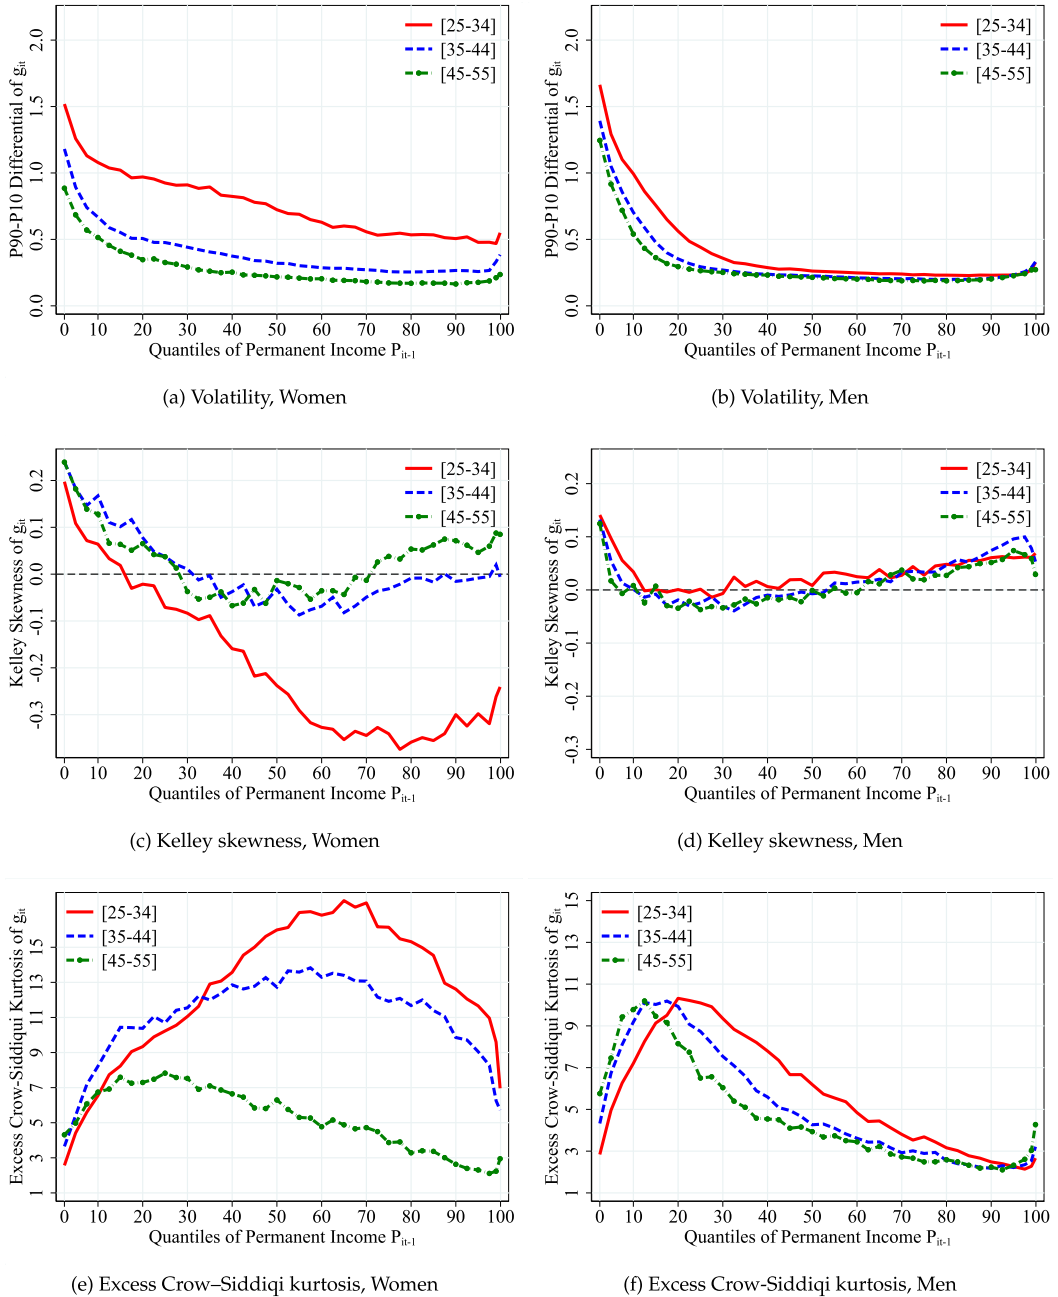 [25-34]
[35-44]
[45-55]
P90-P10 Differential of g_it
0.0 0.5 1.0 1.5 2.0
0 10 20 30 40 50 60 70 80 90 100
Quantiles of Permanent Income P_it-1
(a) Volatility, Women
[25-34]
[35-44]
[45-55]
P90-P10 Differential of g_it
0.0 0.5 1.0 1.5 2.0
0 10 20 30 40 50 60 70 80 90 100
Quantiles of Permanent Income P_it-1
(b) Volatility, Men
[25-34]
[35-44]
[45-55]
Kelley Skewness of g_it
-0.3 -0.2 -0.1 0.0 0.1 0.2
0 10 20 30 40 50 60 70 80 90 100
Quantiles of Permanent Income P_it-1
(c) Kelley skewness, Women
[25-34]
[35-44]
[45-55]
Kelley Skewness of g_it
-0.3 -0.2 -0.1 0.0 0.1 0.2
0 10 20 30 40 50 60 70 80 90 100
Quantiles of Permanent Income P_it-1
(d) Kelley skewness, Men
[25-34]
[35-44]
[45-55]
Excess Crow-Siddiqui Kurtosis of g_it
1 3 5 7 9 11 13 15
0 10 20 30 40 50 60 70 80 90 100
Quantiles of Permanent Income P_it-1
(e) Excess Crow–Siddiqi kurtosis, Women
[25-34]
[35-44]
[45-55]
Excess Crow-Siddiqui Kurtosis of g_it
1 3 5 7 9 11 13 15
0 10 20 30 40 50 60 70 80 90 100
Quantiles of Permanent Income P_it-1
(f) Excess Crow-Siddiqi kurtosis, Men